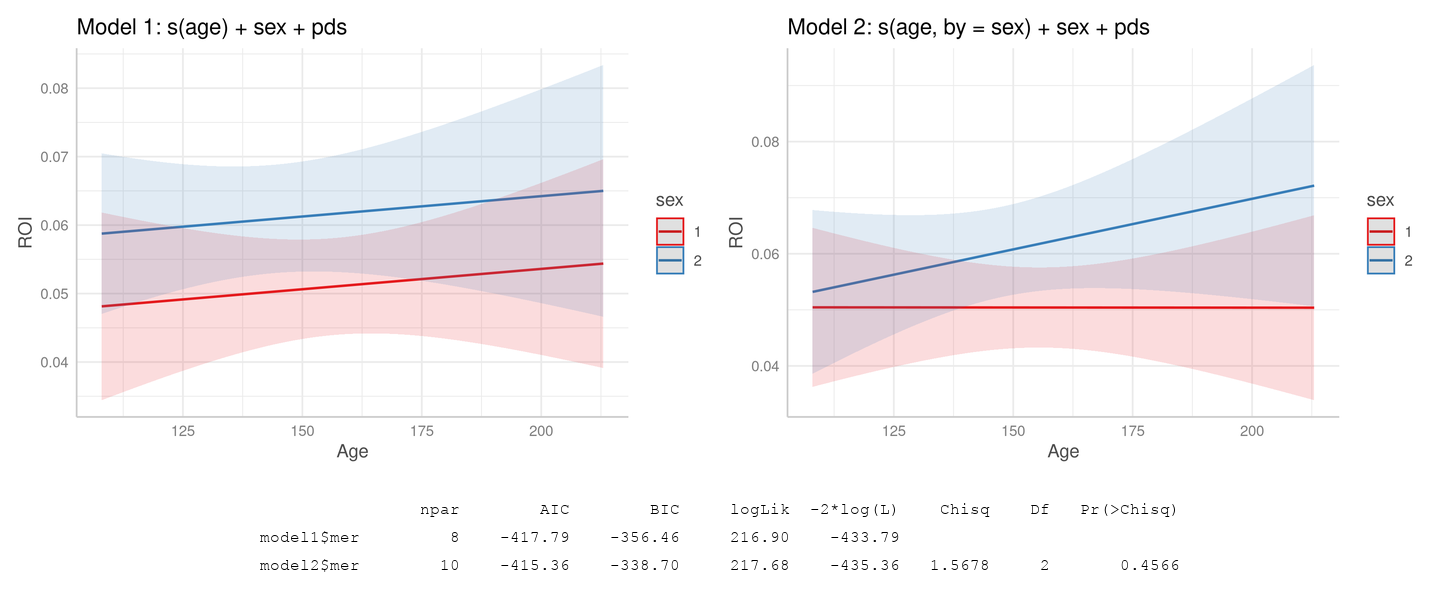 Model 1: s(age) + sex + pds
0.08
0.07
0.06
0.05
0.04
ROI
125 150 175 200
Age
sex
1
2
Model 2: s(age, by = sex) + sex + pds
0.08
0.06
0.04
ROI
125 150 175 200
Age
sex
1
2
npar AIC BIC logLik -2*log(L) Chisq Df Pr(>Chisq)
model1$mer 8 -417.79 -356.46 216.90 -433.79
model2$mer 10 -415.36 -338.70 217.68 -435.36 1.5678 2 0.4566